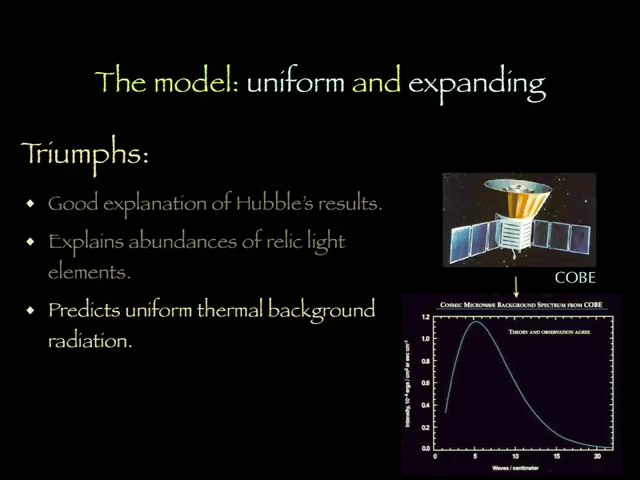 The model: uniform and expanding
Triumphs:
Good explanation of Hubble's results.
Explains abundances of relic light
elements.
Predicts uniform thermal background
radiation.
COBE
COSMIC MICROWAVE BACKGROUND SPECTRUM FROM COBE
THEORY AND OBSERVATION AGREE
1.2
1.0
0.8
0.6
0.4
0.2
0.0
0
5
10
15
20
Waves / centimeter